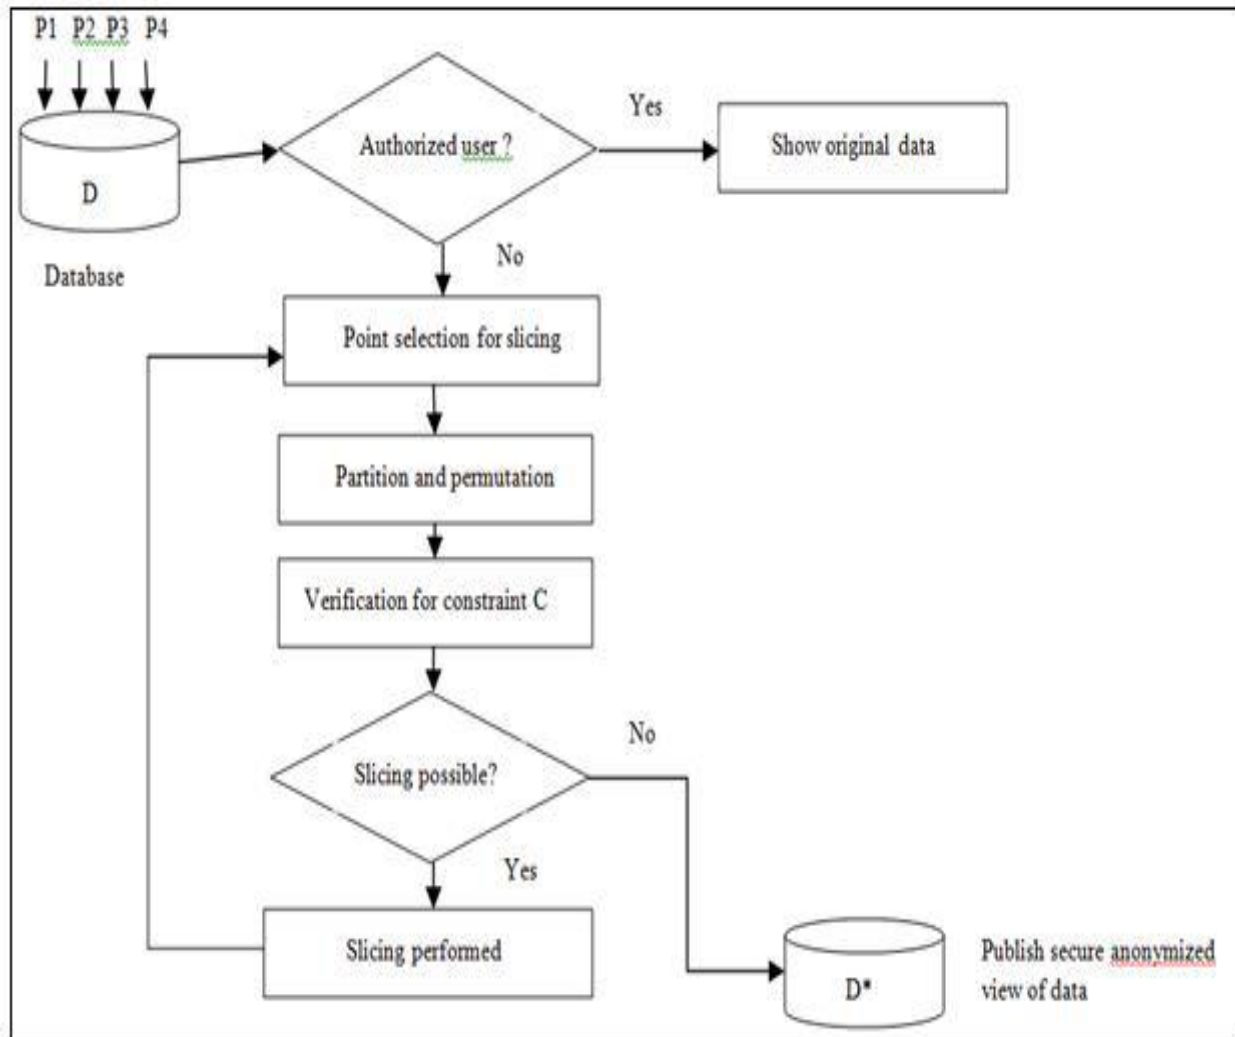 P1 P2 P3 P4
Authorized user ?
Yes
Show original data
D
Database
No
Point selection for slicing
Partition and permutation
Verification for constraint C
Slicing possible?
No
Yes
Slicing performed
D*
Publish secure anonymized
view of data